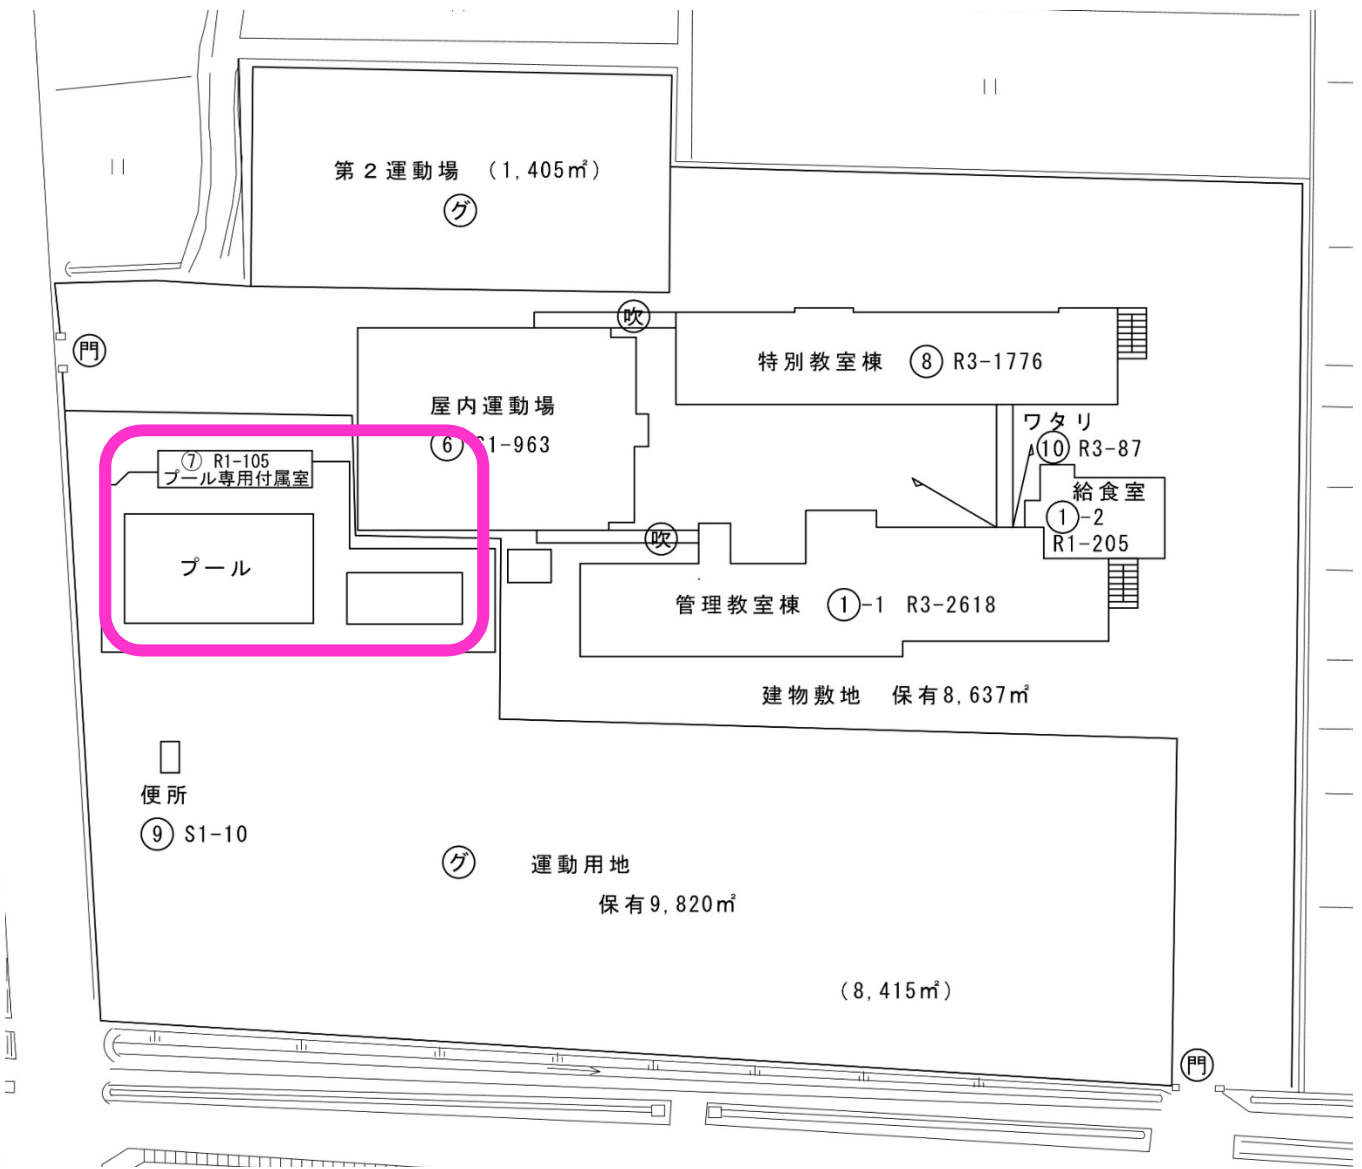 第２運動場 （1,405㎡）
グ
吹
門
特別教室棟 ⑧ R3-1776
屋内運動場
⑥ S1-963
ワタリ
⑩ R3-87
⑦ R1-105
プール専用付属室
給食室
①-2
R1-205
吹
プール
管理教室棟 ①-1 R3-2618
建物敷地 保有8,637㎡
便所
⑨ S1-10
グ 運動用地
保有9,820㎡
（8,415㎡）
門